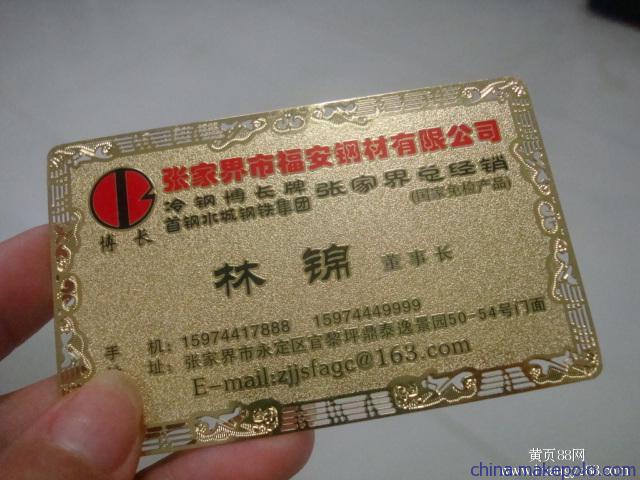 张家界市福安钢材有限公司
冷钢博长牌
首钢水城钢铁集团
张家界总经销
(国家免检产品)
博长
林锦 董事长
手机：15974417888 15974449999
址：张家界市永定区官黎坪鼎泰逸景园50-54号门面
E-mail:zjjsfagc@163.com
黄页88网
china.makepolo.com